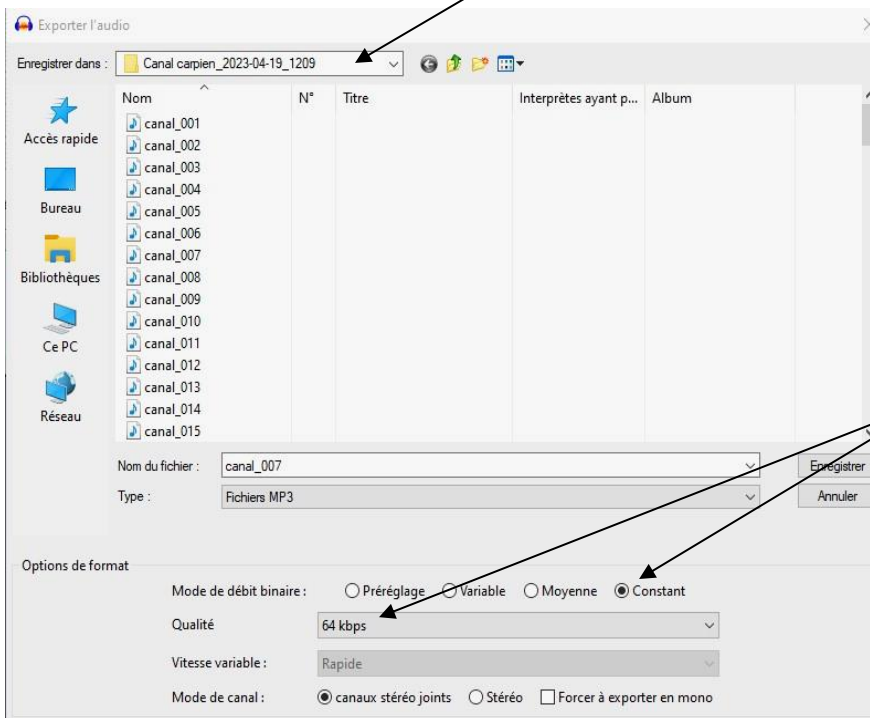 Exporter l'audio
Enregistrer dans :
Canal carpien_2023-04-19_1209
Nom
N°
Titre
Interprètes ayant p...
Album
Accès rapide
Bureau
Bibliothèques
Ce PC
Réseau
canal_001
canal_002
canal_003
canal_004
canal_005
canal_006
canal_007
canal_008
canal_009
canal_010
canal_011
canal_012
canal_013
canal_014
canal_015
Nom du fichier :
canal_007
Enregistrer
Type :
Fichiers MP3
Annuler
Options de format
Mode de débit binaire :
Préréglage
Variable
Moyenne
Constant
Qualité
64 kbps
Vitesse variable :
Rapide
Mode de canal :
canaux stéréo joints
Stéréo
Forcer à exporter en mono